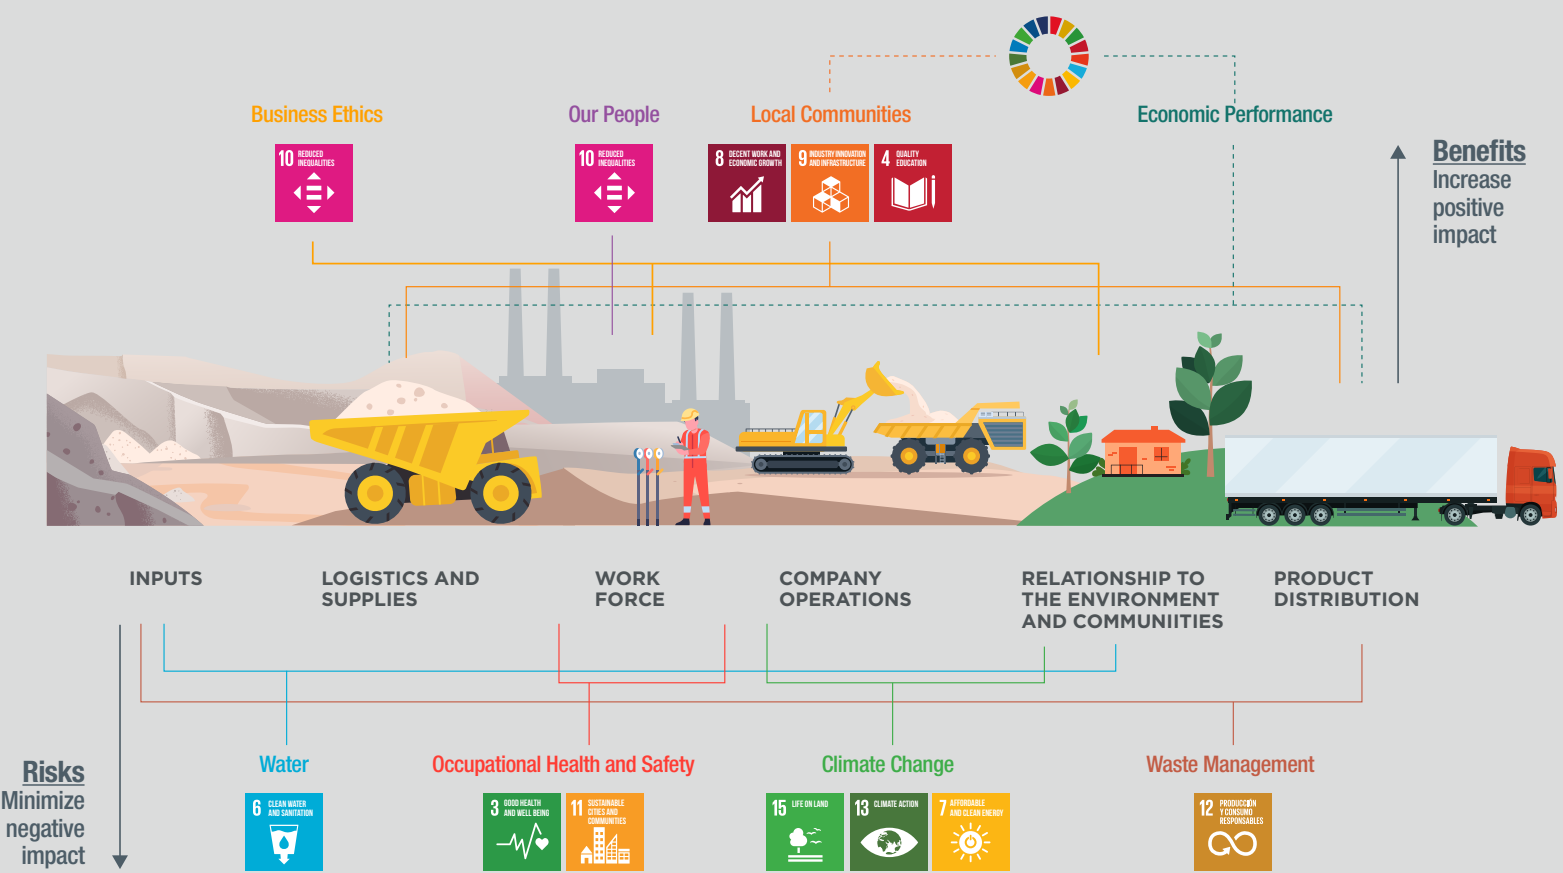 Business Ethics
Our People
Local Communities
Economic Performance
10 REDUCED
INEQUALITIES
10 REDUCED
INEQUALITIES
8 DECENT WORK AND
ECONOMIC GROWTH
9 INDUSTRY INNOVATION
AND INFRASTRUCTURE
4 QUALITY
EDUCATION
Benefits
Increase
positive
impact
INPUTS
LOGISTICS AND
SUPPLIES
WORK
FORCE
COMPANY
OPERATIONS
RELATIONSHIP TO
THE ENVIRONMENT
AND COMMUNIITIES
PRODUCT
DISTRIBUTION
Risks
Minimize
negative
impact
Water
Occupational Health and Safety
Climate Change
Waste Management
6 CLEAN WATER
AND SANITATION
3 GOOD HEALTH
AND WELL BEING
11 SUSTAINABLE
CITIES AND
COMMUNITIES
15 LIFE ON LAND
13 CLIMATE ACTION
7 AFFORDABLE
AND CLEAN ENERGY
12 PRODUCCIÓN
Y CONSUMO
RESPONSABLES